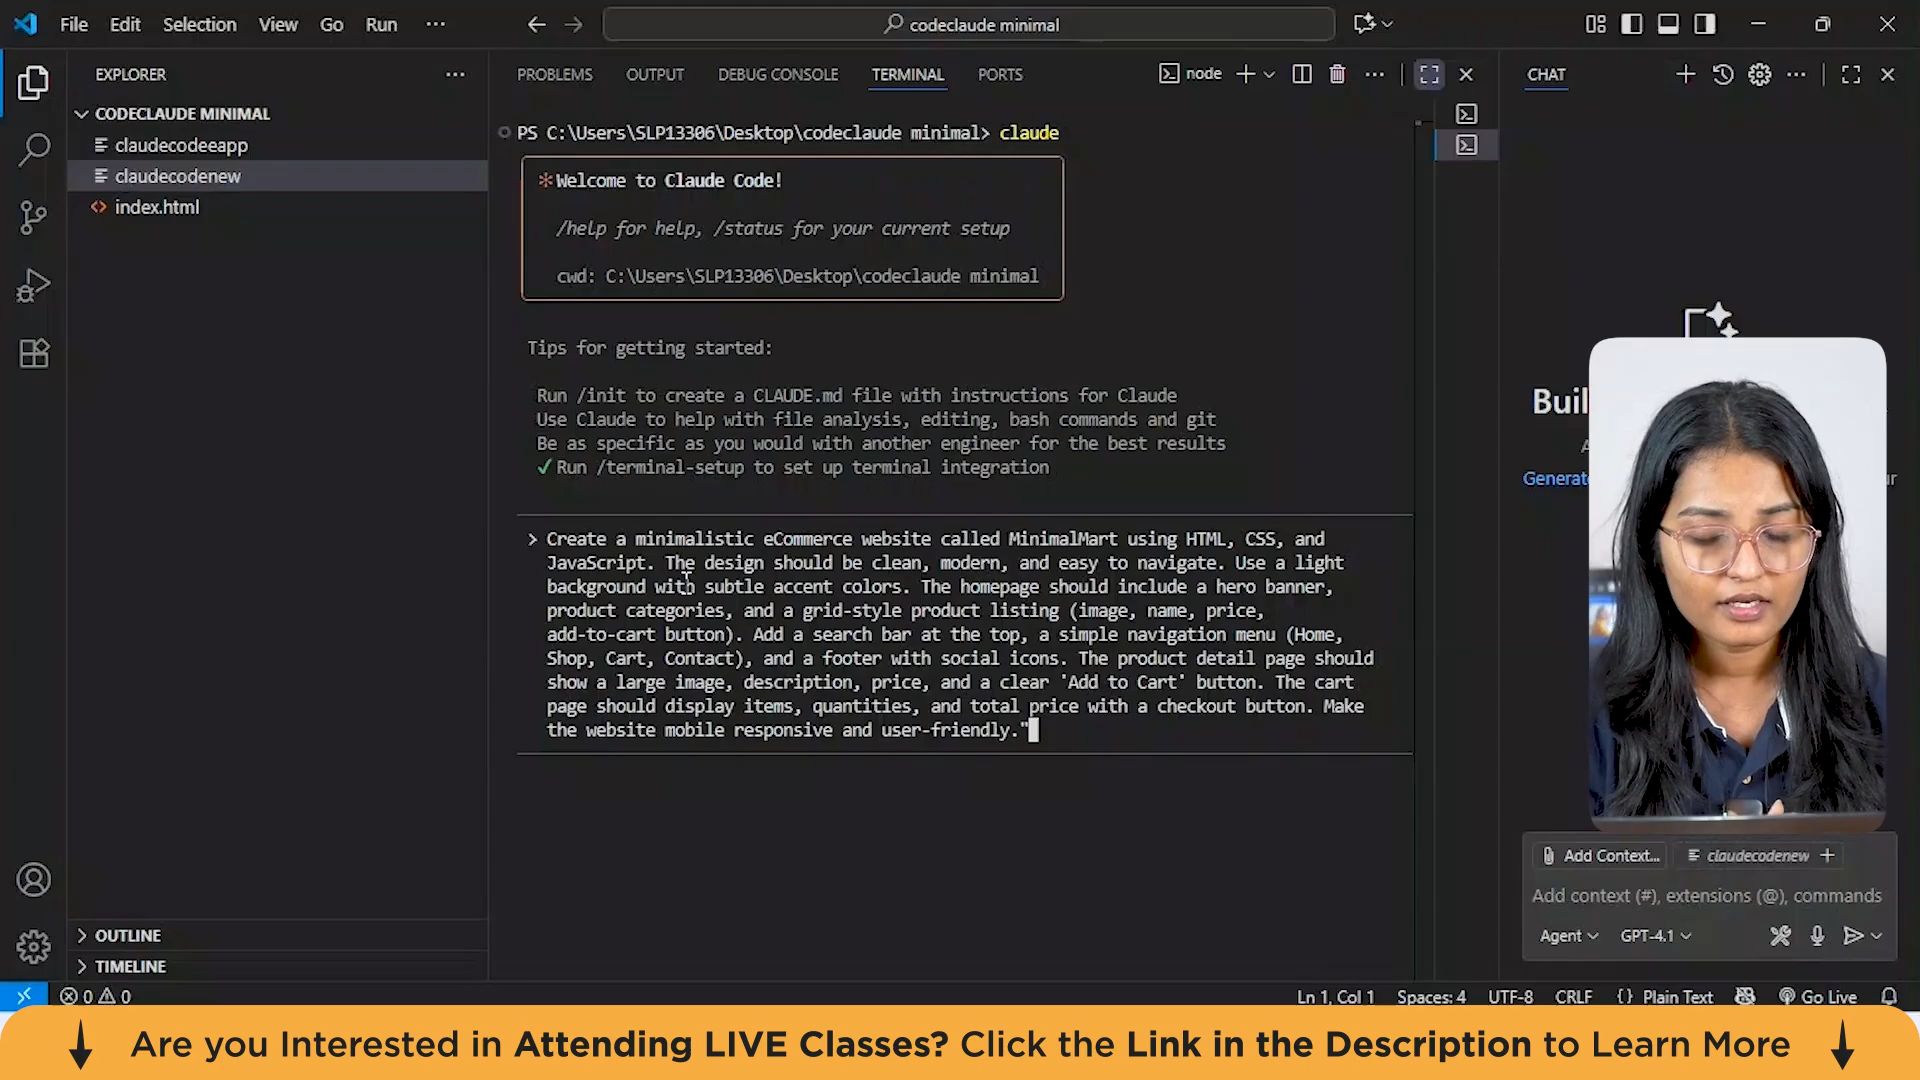 File Edit Selection View Go Run ···
codeclaude minimal
EXPLORER ···
CODECLAUDE MINIMAL
claudecodeeapp
claudecodenew
index.html
OUTLINE
TIMELINE
PROBLEMS OUTPUT DEBUG CONSOLE TERMINAL PORTS
node
PS C:\Users\SLP13306\Desktop\codeclaude minimal> claude
*Welcome to Claude Code!
/help for help, /status for your current setup
cwd: C:\Users\SLP13306\Desktop\codeclaude minimal
Tips for getting started:
Run /init to create a CLAUDE.md file with instructions for Claude
Use Claude to help with file analysis, editing, bash commands and git
Be as specific as you would with another engineer for the best results
✓Run /terminal-setup to set up terminal integration
> Create a minimalistic eCommerce website called MinimalMart using HTML, CSS, and
JavaScript. The design should be clean, modern, and easy to navigate. Use a light
background with subtle accent colors. The homepage should include a hero banner,
product categories, and a grid-style product listing (image, name, price,
add-to-cart button). Add a search bar at the top, a simple navigation menu (Home,
Shop, Cart, Contact), and a footer with social icons. The product detail page should
show a large image, description, price, and a clear 'Add to Cart' button. The cart
page should display items, quantities, and total price with a checkout button. Make
the website mobile responsive and user-friendly."
CHAT
Buil
Generate
ur
Add Context...
claudecodenew +
Add context (#), extensions (@), commands
Agent GPT-4.1
0 0
Ln 1, Col 1 Spaces: 4 UTF-8 CRLF {} Plain Text Go Live
Are you Interested in Attending LIVE Classes? Click the Link in the Description to Learn More